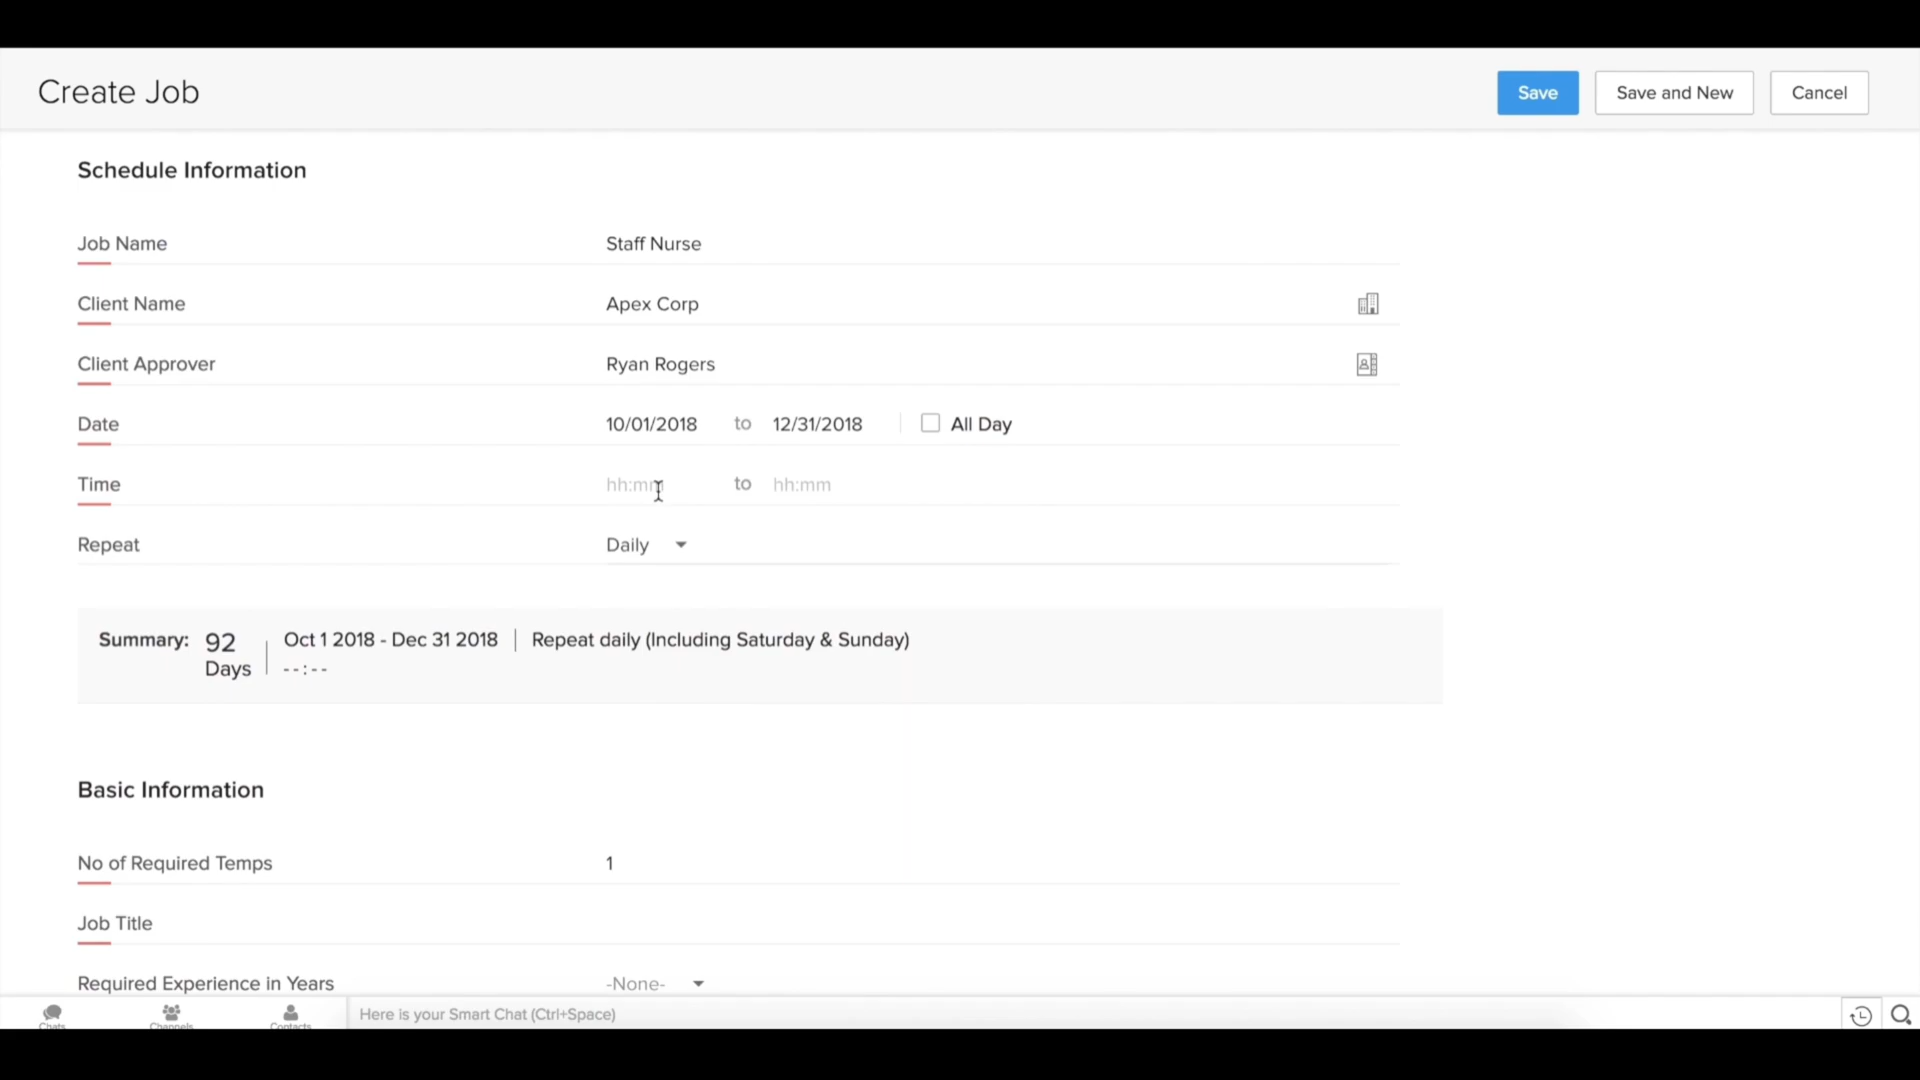 Create Job
Save
Save and New
Cancel
Schedule Information
Job Name Staff Nurse
Client Name Apex Corp
Client Approver Ryan Rogers
Date 10/01/2018 to 12/31/2018 All Day
Time hh:mm to hh:mm
Repeat Daily
Summary: 92 Days Oct 1 2018 - Dec 31 2018 Repeat daily (Including Saturday & Sunday)
--:--
Basic Information
No of Required Temps 1
Job Title
Required Experience in Years -None-
Chats Channels Contacts Here is your Smart Chat (Ctrl+Space)